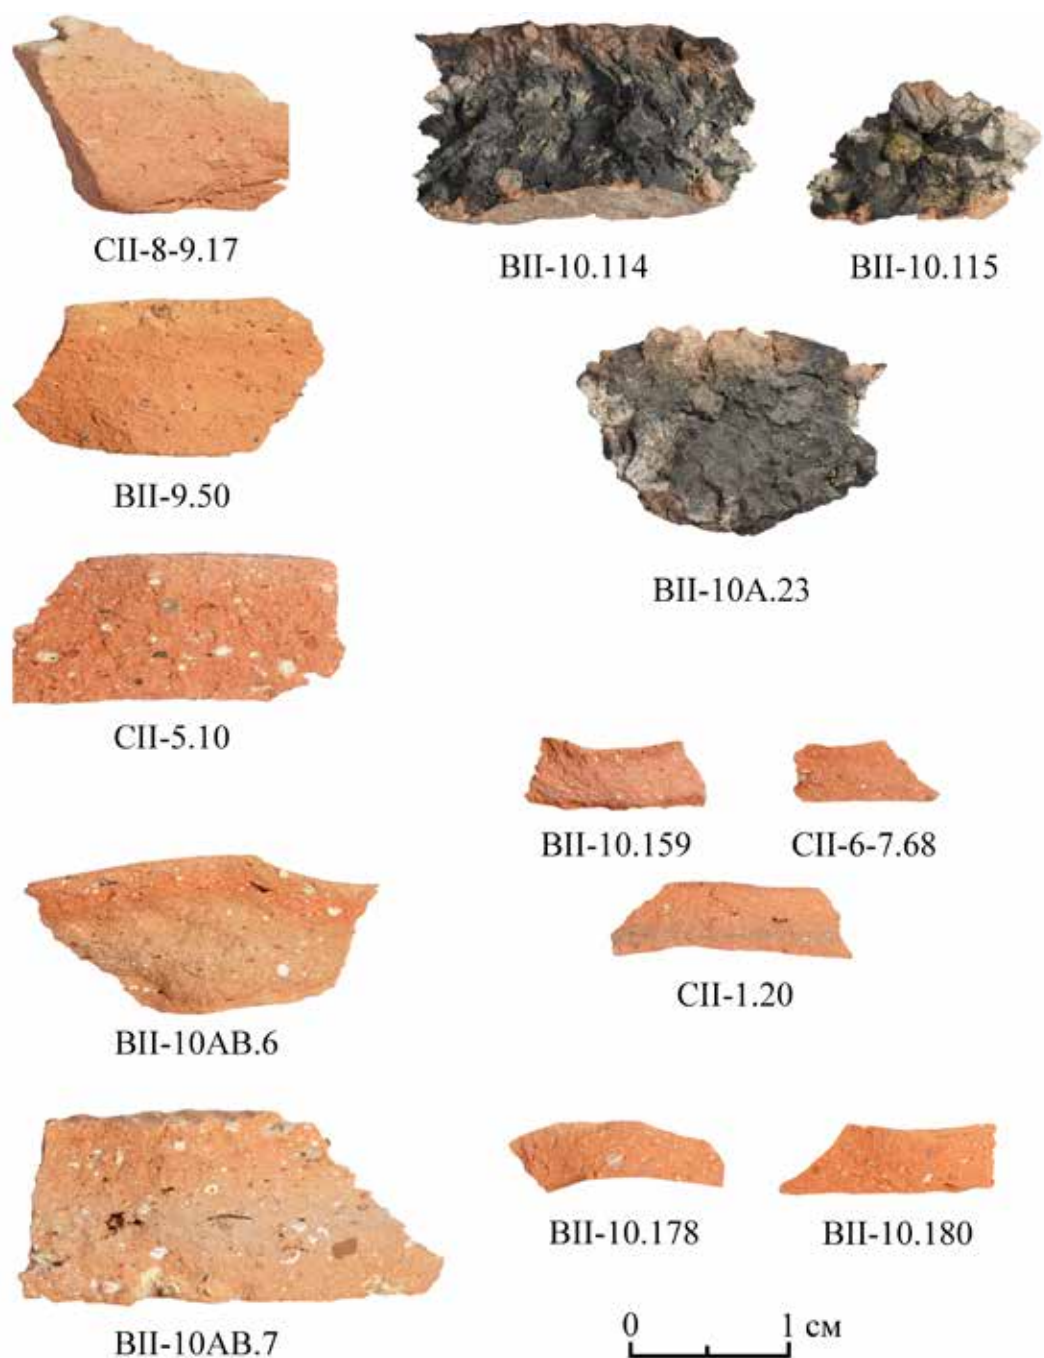 CII-8-9.17
BII-10.114
BII-10.115
BII-9.50
BII-10A.23
CII-5.10
BII-10.159
CII-6-7.68
CII-1.20
BII-10AB.6
BII-10.178
BII-10.180
0 1 см
BII-10AB.7